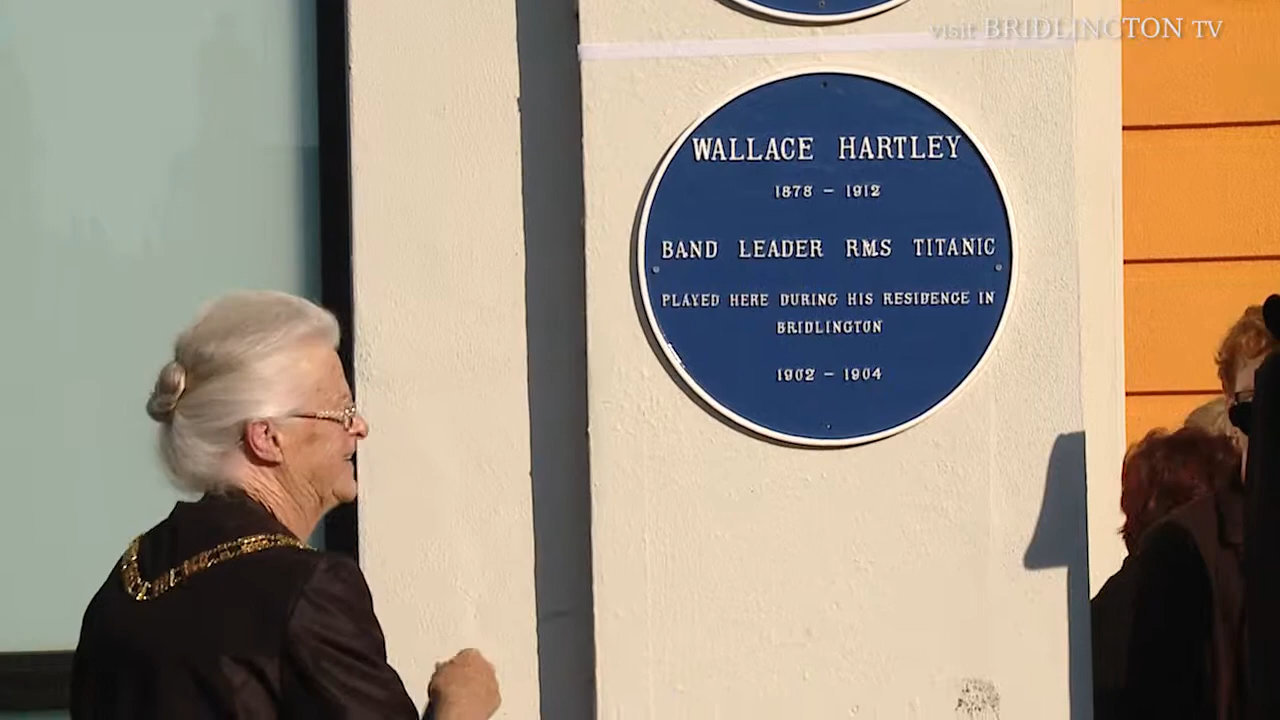 visit BRIDLINGTON TV
WALLACE HARTLEY
1878 – 1912
BAND LEADER RMS TITANIC
PLAYED HERE DURING HIS RESIDENCE IN
BRIDLINGTON
1902 – 1904